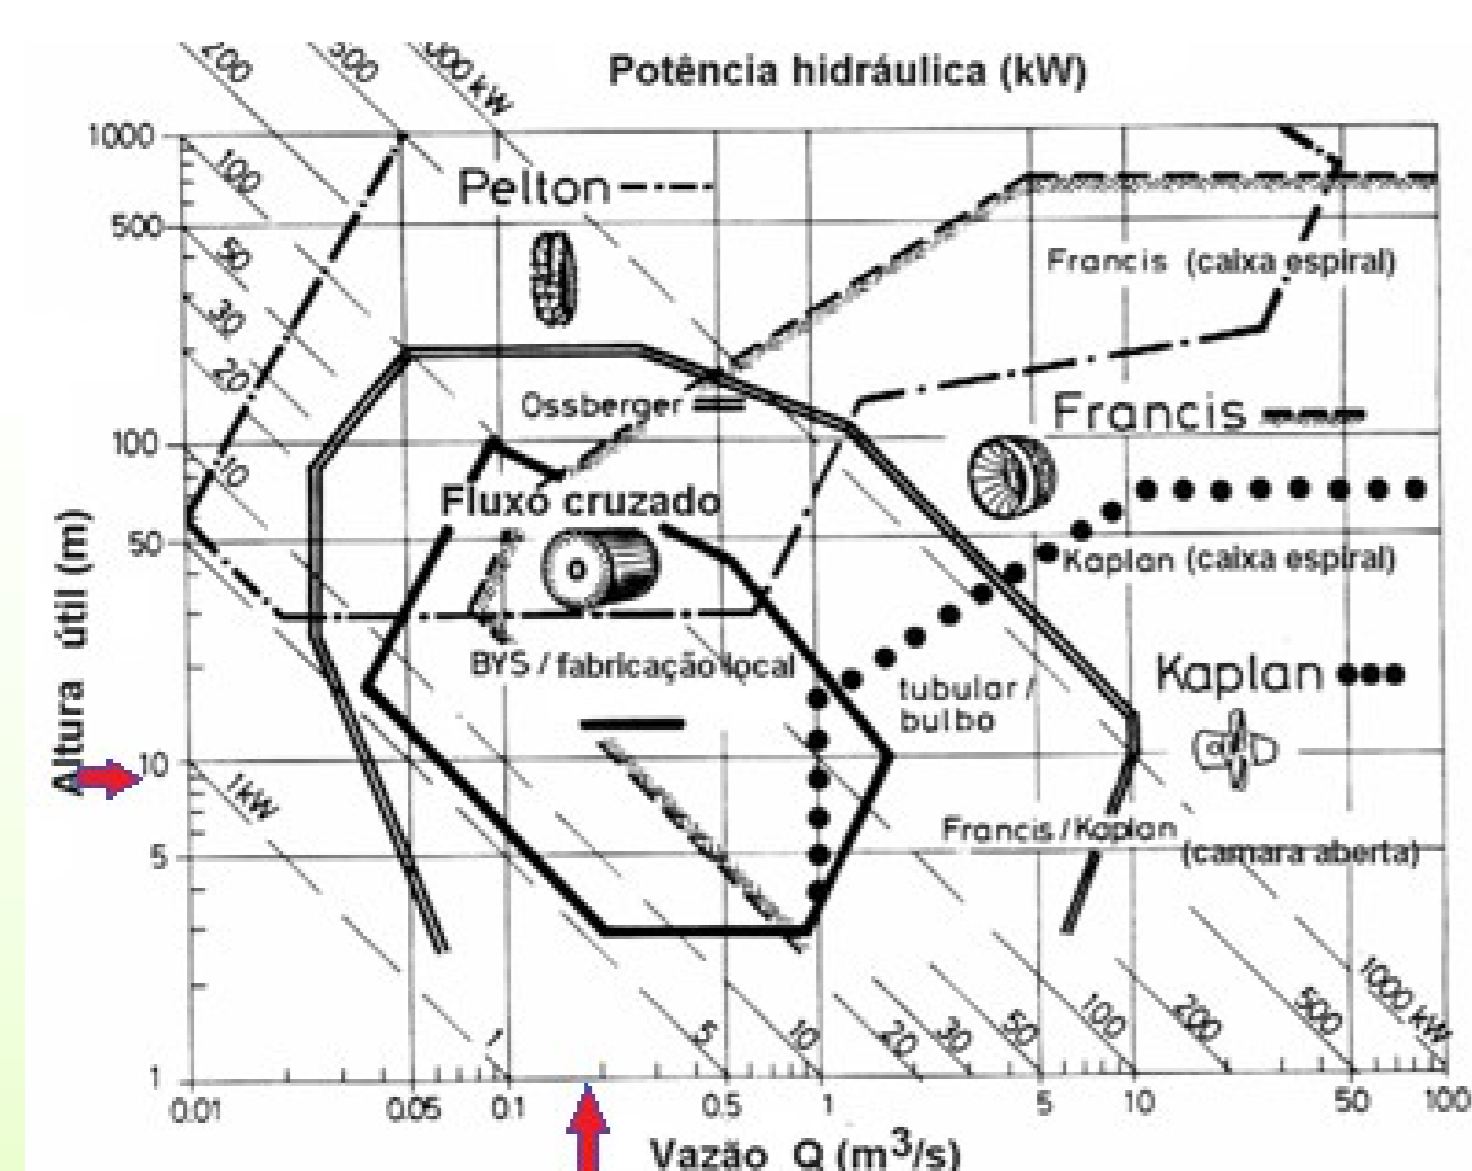 Potência hidráulica (kW)
200
500
000 kW
1000
100
Pelton
500
50
Francis (caixa espiral)
30
20
Ossberger
Francis
100
10
Fluxo cruzado
50
Kaplan (caixa espiral)
BYS / fabricação local
tubular /
bulbo
Kaplan
Altura útil (m)
10
1kW
Francis / Kaplan
(camara aberta)
5
1
5
10
20
30
50
100
200
500
1000 kW
1
0.01
0.05
0.1
0.5
1
5
10
50
100
Vazão Q (m³/s)